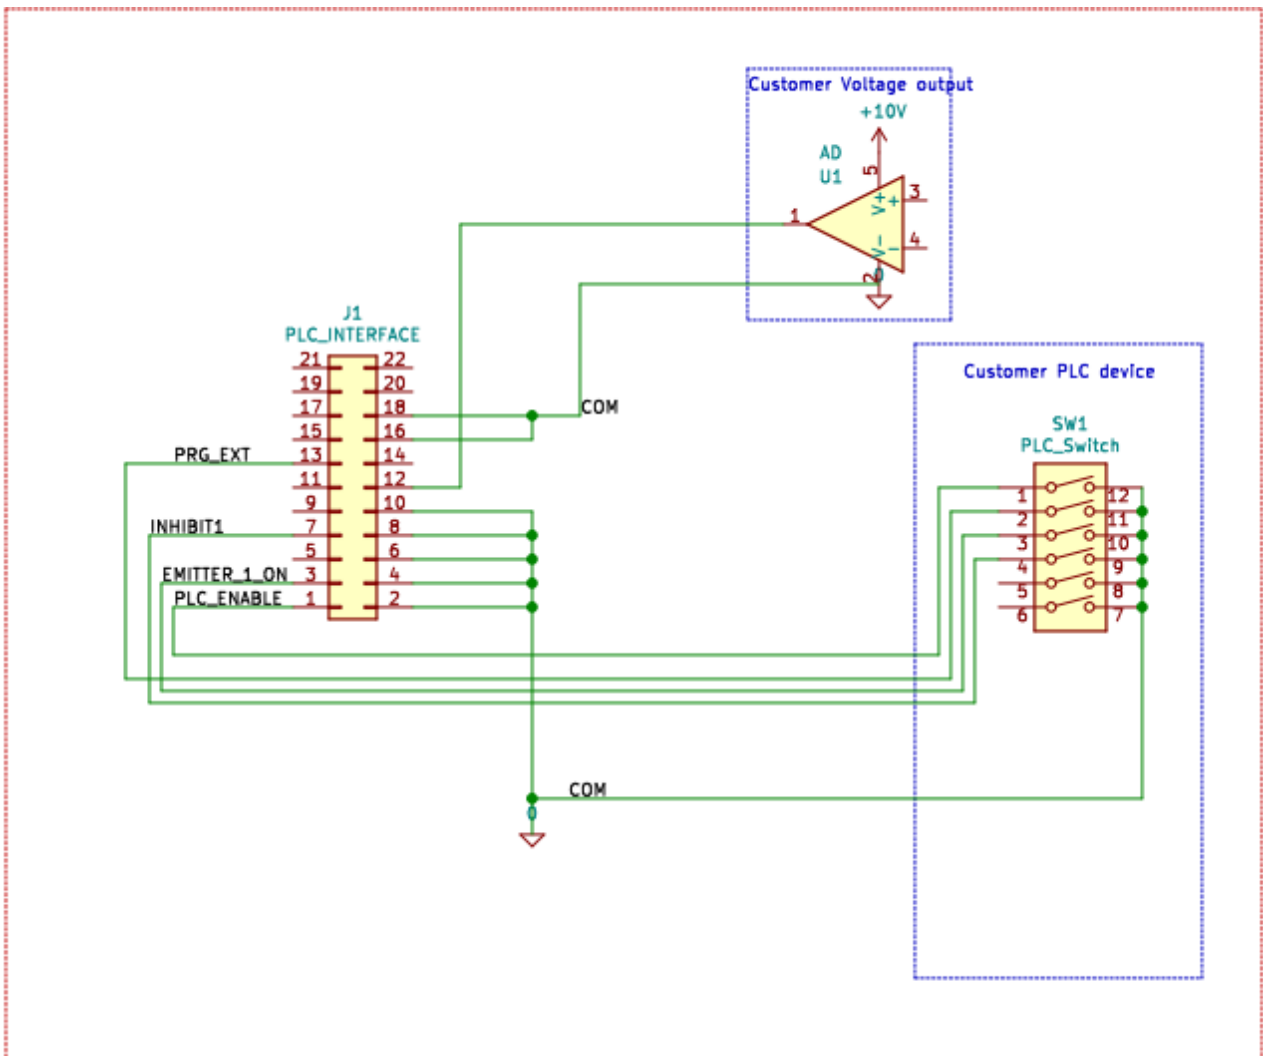 Customer Voltage output
+10V
AD
U1
5
V+
+
3
1
V-
-
4
2
0
J1
PLC_INTERFACE
21 22
19 20
17 18
COM
15 16
PRG_EXT 13 14
11 12
9 10
INHIBIT1 7 8
5 6
EMITTER_1_ON 3 4
PLC_ENABLE 1 2
Customer PLC device
SW1
PLC_Switch
1 12
2 11
3 10
4 9
5 8
6 7
COM
0